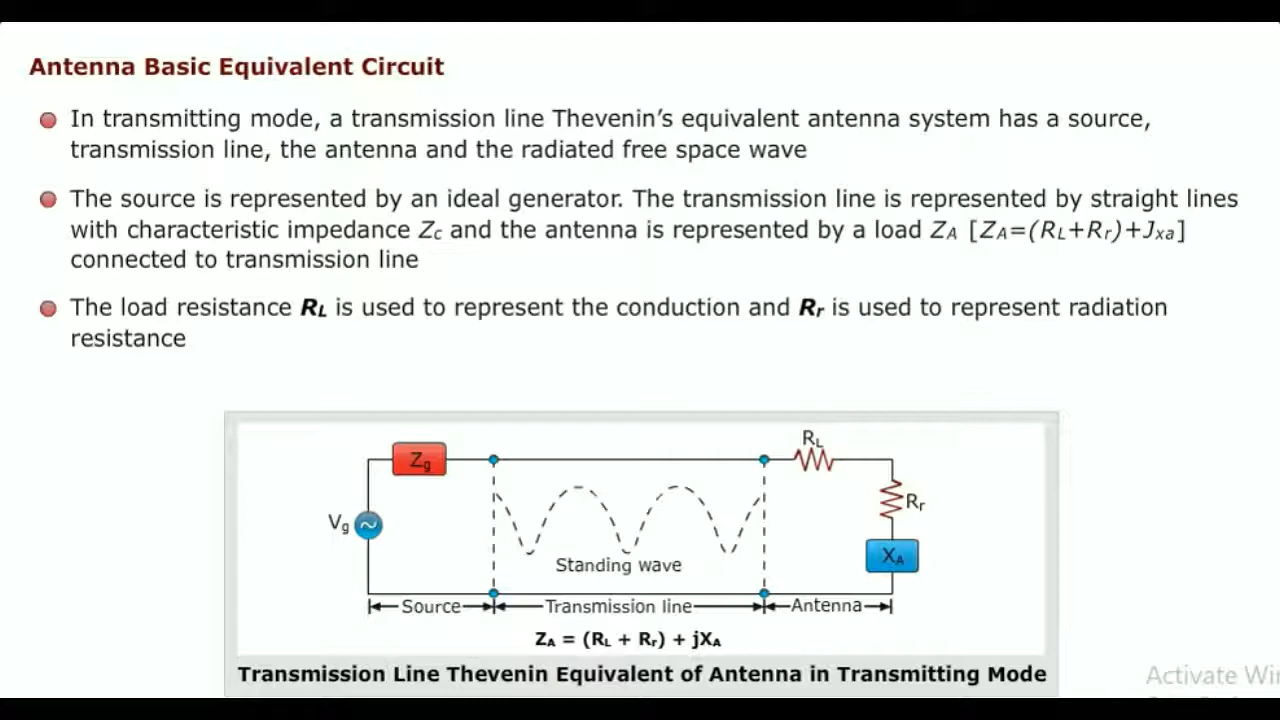 Antenna Basic Equivalent Circuit
In transmitting mode, a transmission line Thevenin’s equivalent antenna system has a source,
transmission line, the antenna and the radiated free space wave
The source is represented by an ideal generator. The transmission line is represented by straight lines
with characteristic impedance Zc and the antenna is represented by a load ZA [ZA=(RL+Rr)+Jxa]
connected to transmission line
The load resistance RL is used to represent the conduction and Rr is used to represent radiation
resistance
RL
Zg
Rr
Vg
XA
Standing wave
Source
Transmission line
Antenna
ZA = (RL + Rr) + jXA
Transmission Line Thevenin Equivalent of Antenna in Transmitting Mode
Activate Win